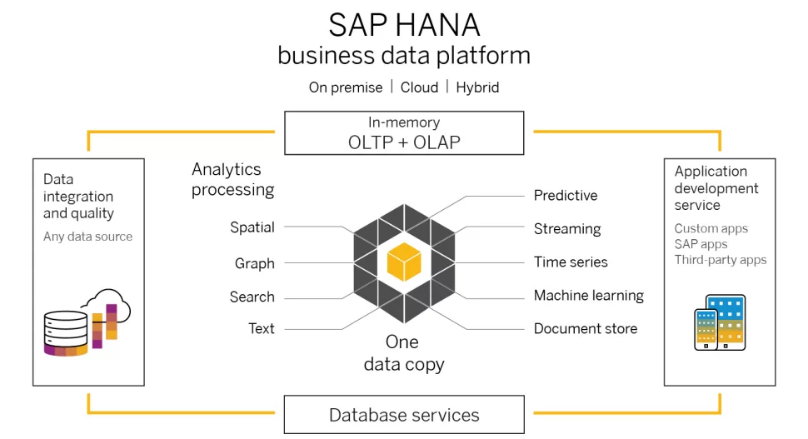 SAP HANA
business data platform
On premise | Cloud | Hybrid
In-memory
OLTP + OLAP
Data
integration
and quality
Any data source
Analytics
processing
Spatial
Graph
Search
Text
Predictive
Streaming
Time series
Machine learning
Document store
One
data copy
Application
development
service
Custom apps
SAP apps
Third-party apps
Database services